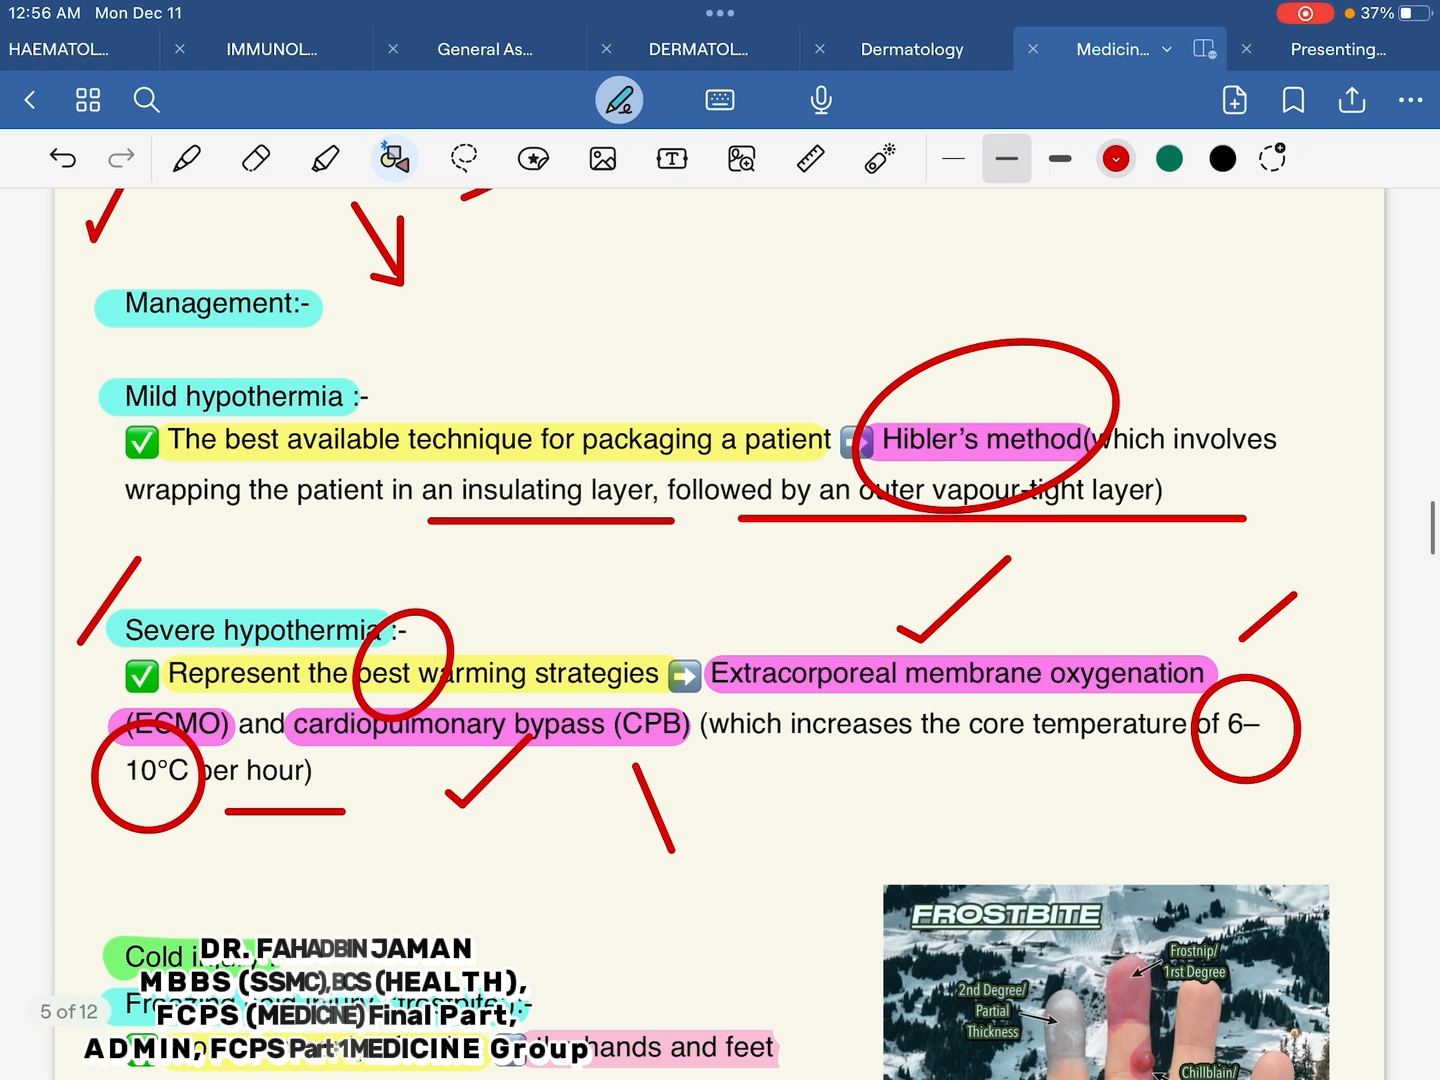 12:56 AM Mon Dec 11
37%
HAEMATOL...
IMMUNOL...
General As...
DERMATOL...
Dermatology
Medicin...
Presenting...
Management:-
Mild hypothermia :-
✅ The best available technique for packaging a patient ➡️ Hibler’s method(which involves
wrapping the patient in an insulating layer, followed by an outer vapour-tight layer)
Severe hypothermia :-
✅ Represent the best warming strategies ➡️ Extracorporeal membrane oxygenation
(ECMO) and cardiopulmonary bypass (CPB) (which increases the core temperature of 6–
10°C per hour)
FROSTBITE
Frostnip/
1rst Degree
2nd Degree/
Partial
Thickness
Chillblain/
Cold
DR. FAHADBIN JAMAN
MBBS (SSMC),BCS (HEALTH),
5 of 12
FCPS (MEDICINE) Final Part,
ADMIN, FCPS Part-1 MEDICINE Group
hands and feet